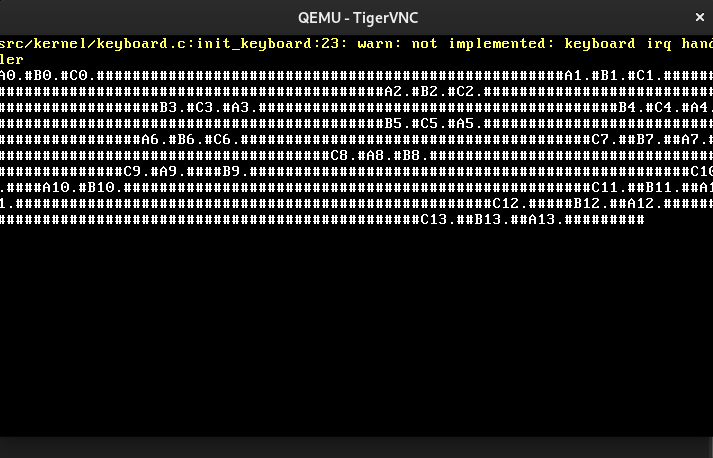 src/kernel/keyboard.c:init_keyboard:23: warn: not implemented: keyboard irq hand
ler
A0.#B0.#C0.####################################################A1.#B1.#C1.######
###########################################A2.#B2.#C2.##########################
##################B3.#C3.#A3.########################################B4.#C4.#A4.
###########################################B5.#C5.#A5.##########################
################A6.#B6.#C6.#######################################C7.##B7.##A7.#
#####################################C8.#A8.#B8.################################
##############C9.#A9.####B9.#################################################C10
.####A10.#B10.####################################################C11.##B11.##A1
1.#####################################################C12.#####B12.##A12.######
###############################################C13.##B13.##A13.#########
QEMU - TigerVNC